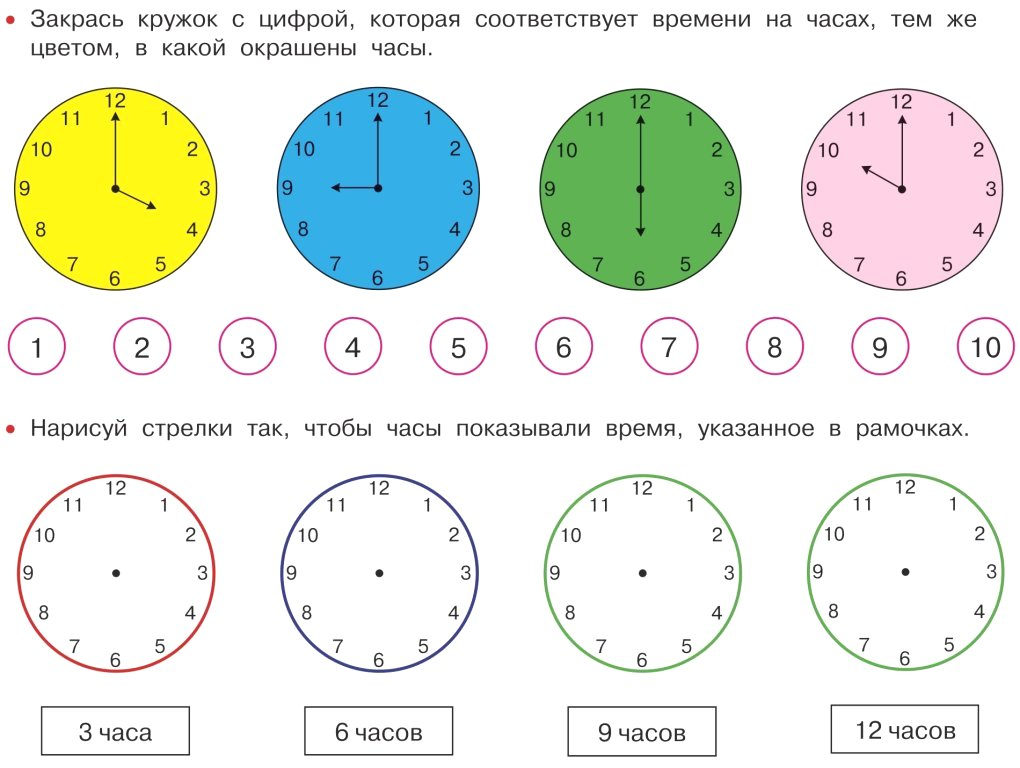 Закрась кружок с цифрой, которая соответствует времени на часах, тем же
цветом, в какой окрашены часы.
12 1 2 3 4 5 6 7 8 9 10 11
12 1 2 3 4 5 6 7 8 9 10 11
12 1 2 3 4 5 6 7 8 9 10 11
12 1 2 3 4 5 6 7 8 9 10 11
1 2 3 4 5 6 7 8 9 10
Нарисуй стрелки так, чтобы часы показывали время, указанное в рамочках.
12 1 2 3 4 5 6 7 8 9 10 11
12 1 2 3 4 5 6 7 8 9 10 11
12 1 2 3 4 5 6 7 8 9 10 11
12 1 2 3 4 5 6 7 8 9 10 11
3 часа 6 часов 9 часов 12 часов